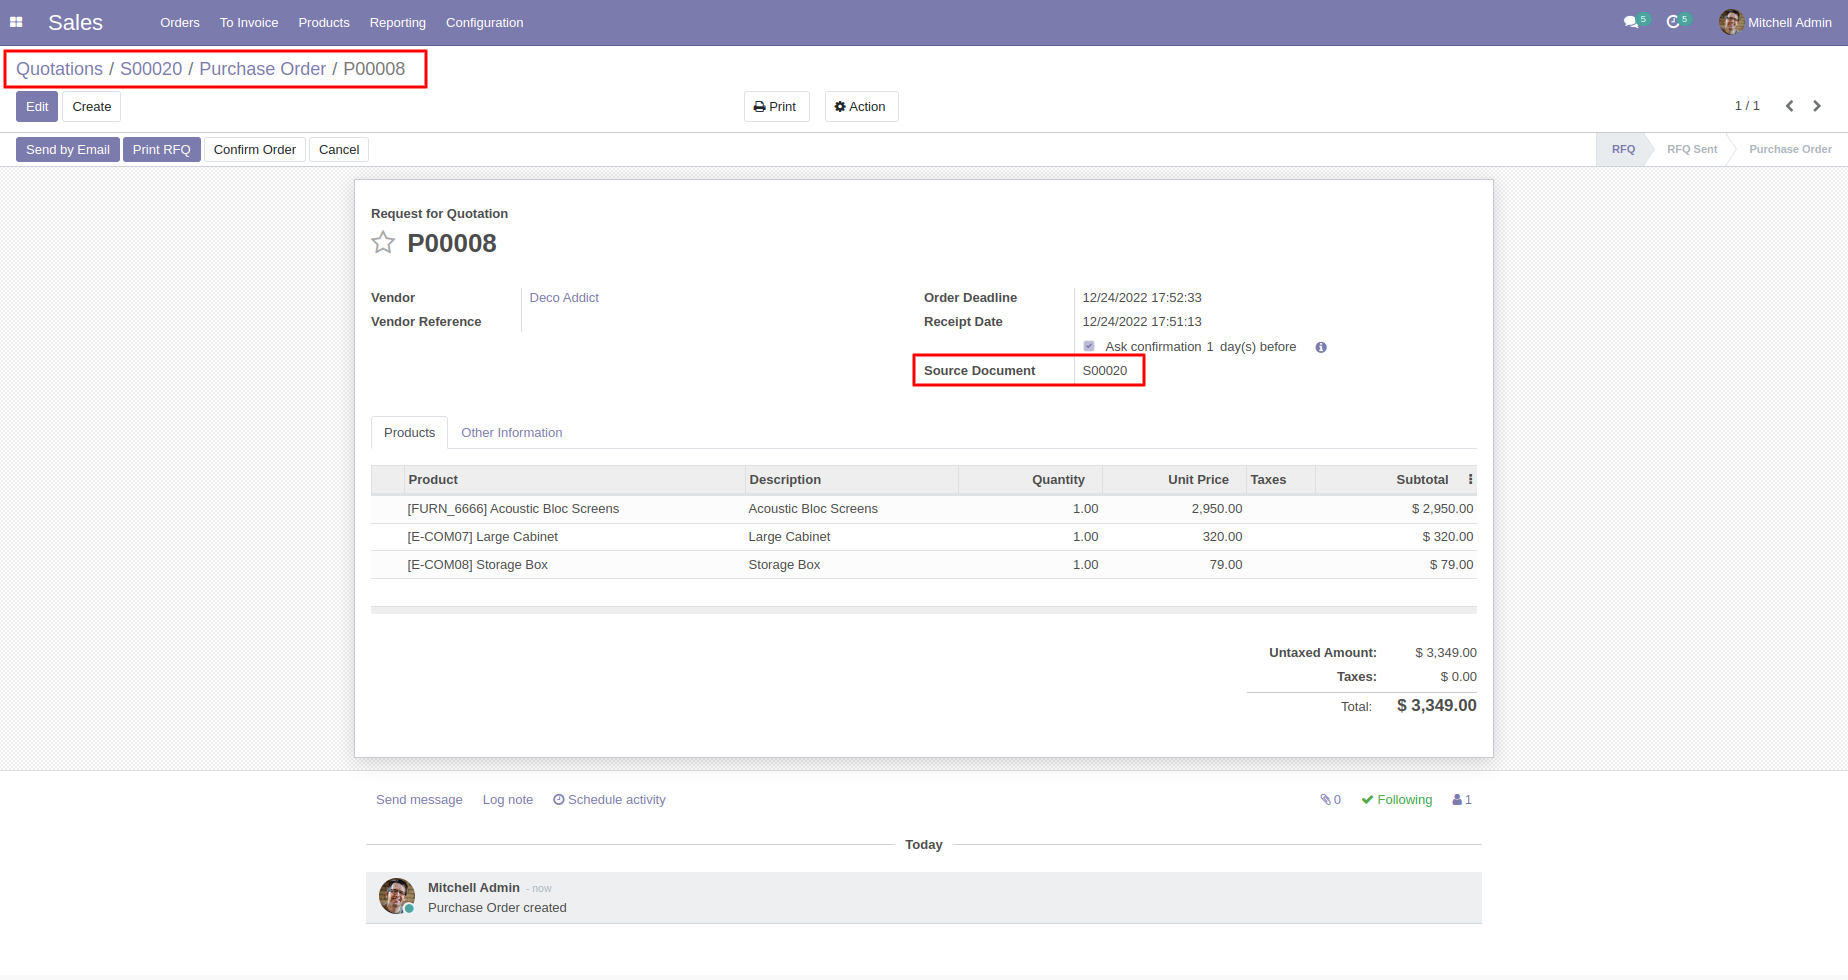 Sales Orders To Invoice Products Reporting Configuration 5 5 Mitchell Admin
Quotations / S00020 / Purchase Order / P00008
Edit Create Print Action 1 / 1
Send by Email Print RFQ Confirm Order Cancel RFQ RFQ Sent Purchase Order
Request for Quotation
P00008
Vendor Deco Addict Order Deadline 12/24/2022 17:52:33
Vendor Reference Receipt Date 12/24/2022 17:51:13
Ask confirmation 1 day(s) before
Source Document S00020
Products Other Information
Product Description Quantity Unit Price Taxes Subtotal
[FURN_6666] Acoustic Bloc Screens Acoustic Bloc Screens 1.00 2,950.00 $ 2,950.00
[E-COM07] Large Cabinet Large Cabinet 1.00 320.00 $ 320.00
[E-COM08] Storage Box Storage Box 1.00 79.00 $ 79.00
Untaxed Amount: $ 3,349.00
Taxes: $ 0.00
Total: $ 3,349.00
Send message Log note Schedule activity 0 Following 1
Today
Mitchell Admin - now
Purchase Order created